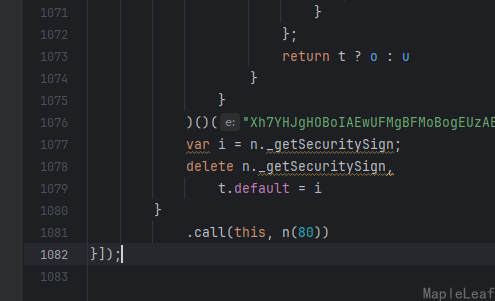 1071 }
1072 };
1073 return t ? o : u
1074 }
1075 }
1076 )()( e: "Xh7YHJgHOBoIAEwUFMgBFMoBogEUzAE
1077 var i = n._getSecuritySign;
1078 delete n._getSecuritySign,
1079 t.default = i
1080 }
1081 .call(this, n(80))
1082 }]);
1083
MapleLeaf